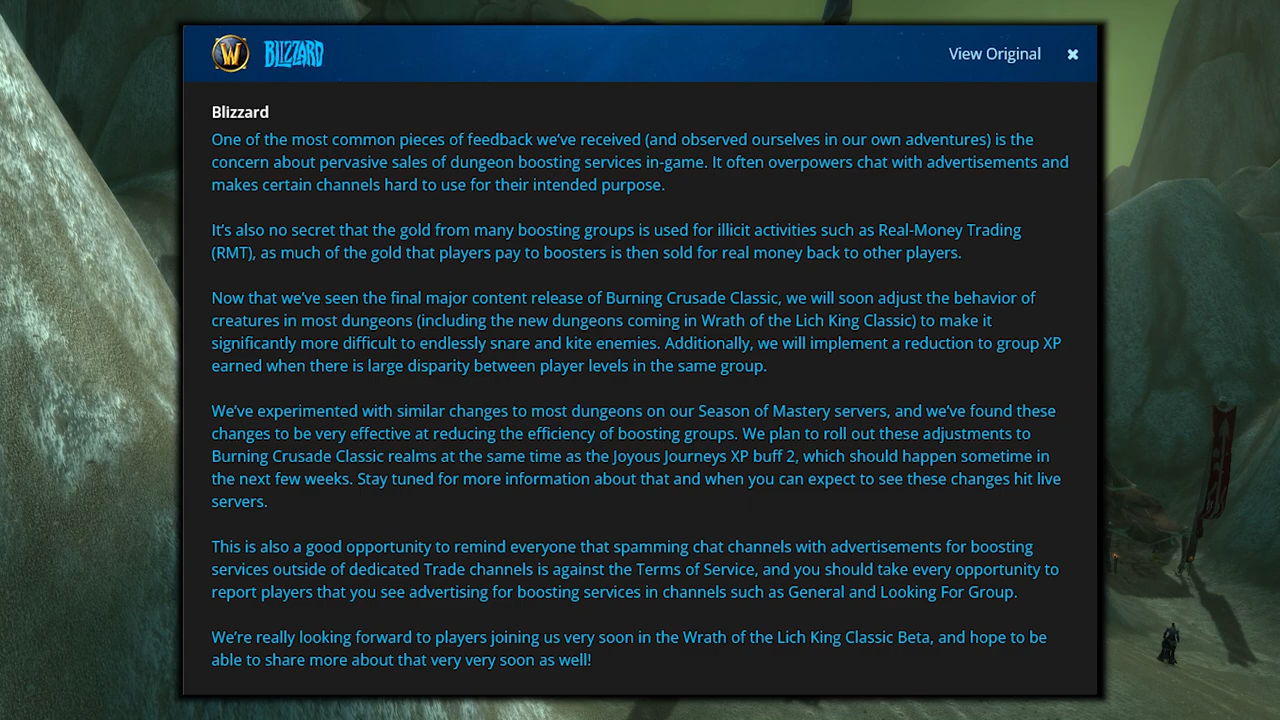 W BLIZZARD
View Original ×
Blizzard
One of the most common pieces of feedback we've received (and observed ourselves in our own adventures) is the
concern about pervasive sales of dungeon boosting services in-game. It often overpowers chat with advertisements and
makes certain channels hard to use for their intended purpose.
It's also no secret that the gold from many boosting groups is used for illicit activities such as Real-Money Trading
(RMT), as much of the gold that players pay to boosters is then sold for real money back to other players.
Now that we've seen the final major content release of Burning Crusade Classic, we will soon adjust the behavior of
creatures in most dungeons (including the new dungeons coming in Wrath of the Lich King Classic) to make it
significantly more difficult to endlessly snare and kite enemies. Additionally, we will implement a reduction to group XP
earned when there is large disparity between player levels in the same group.
We've experimented with similar changes to most dungeons on our Season of Mastery servers, and we've found these
changes to be very effective at reducing the efficiency of boosting groups. We plan to roll out these adjustments to
Burning Crusade Classic realms at the same time as the Joyous Journeys XP buff 2, which should happen sometime in
the next few weeks. Stay tuned for more information about that and when you can expect to see these changes hit live
servers.
This is also a good opportunity to remind everyone that spamming chat channels with advertisements for boosting
services outside of dedicated Trade channels is against the Terms of Service, and you should take every opportunity to
report players that you see advertising for boosting services in channels such as General and Looking For Group.
We're really looking forward to players joining us very soon in the Wrath of the Lich King Classic Beta, and hope to be
able to share more about that very very soon as well!